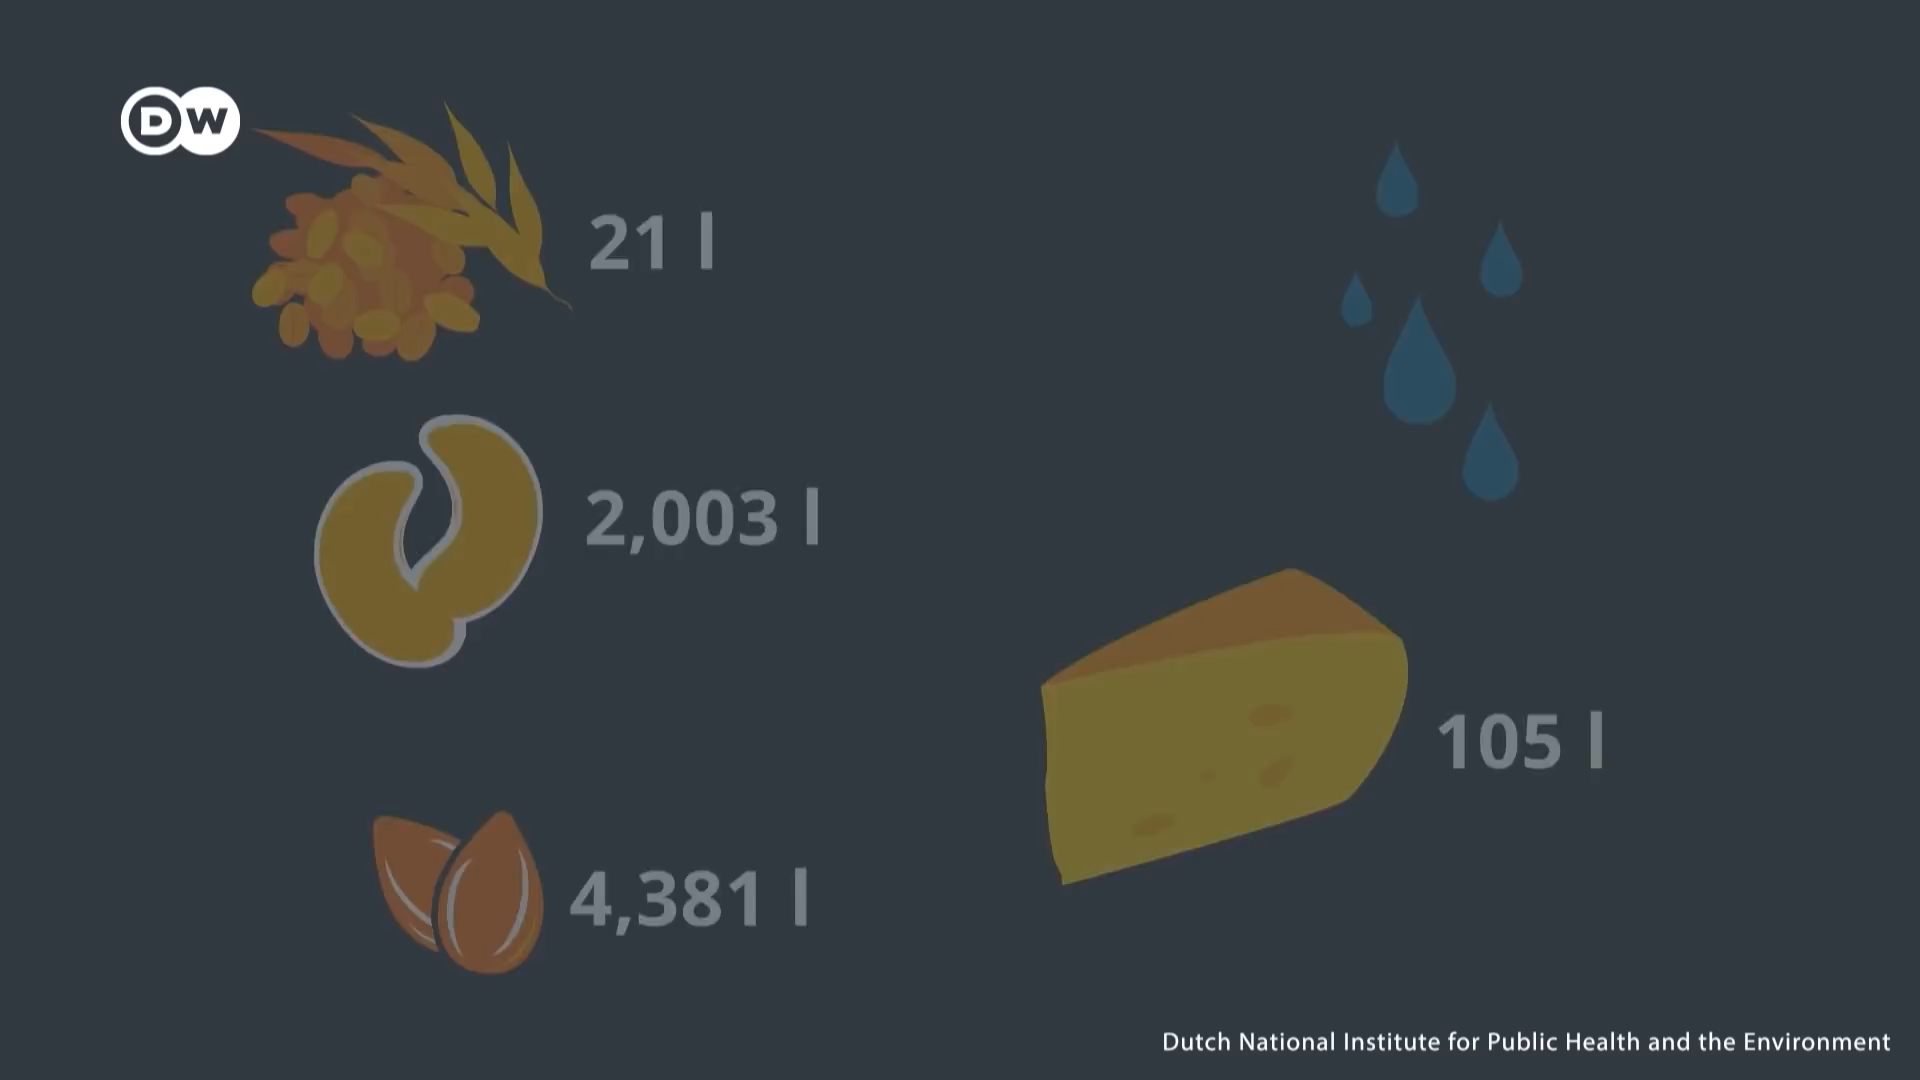 DW
21 l
2,003 l
105 l
4,381 l
Dutch National Institute for Public Health and the Environment